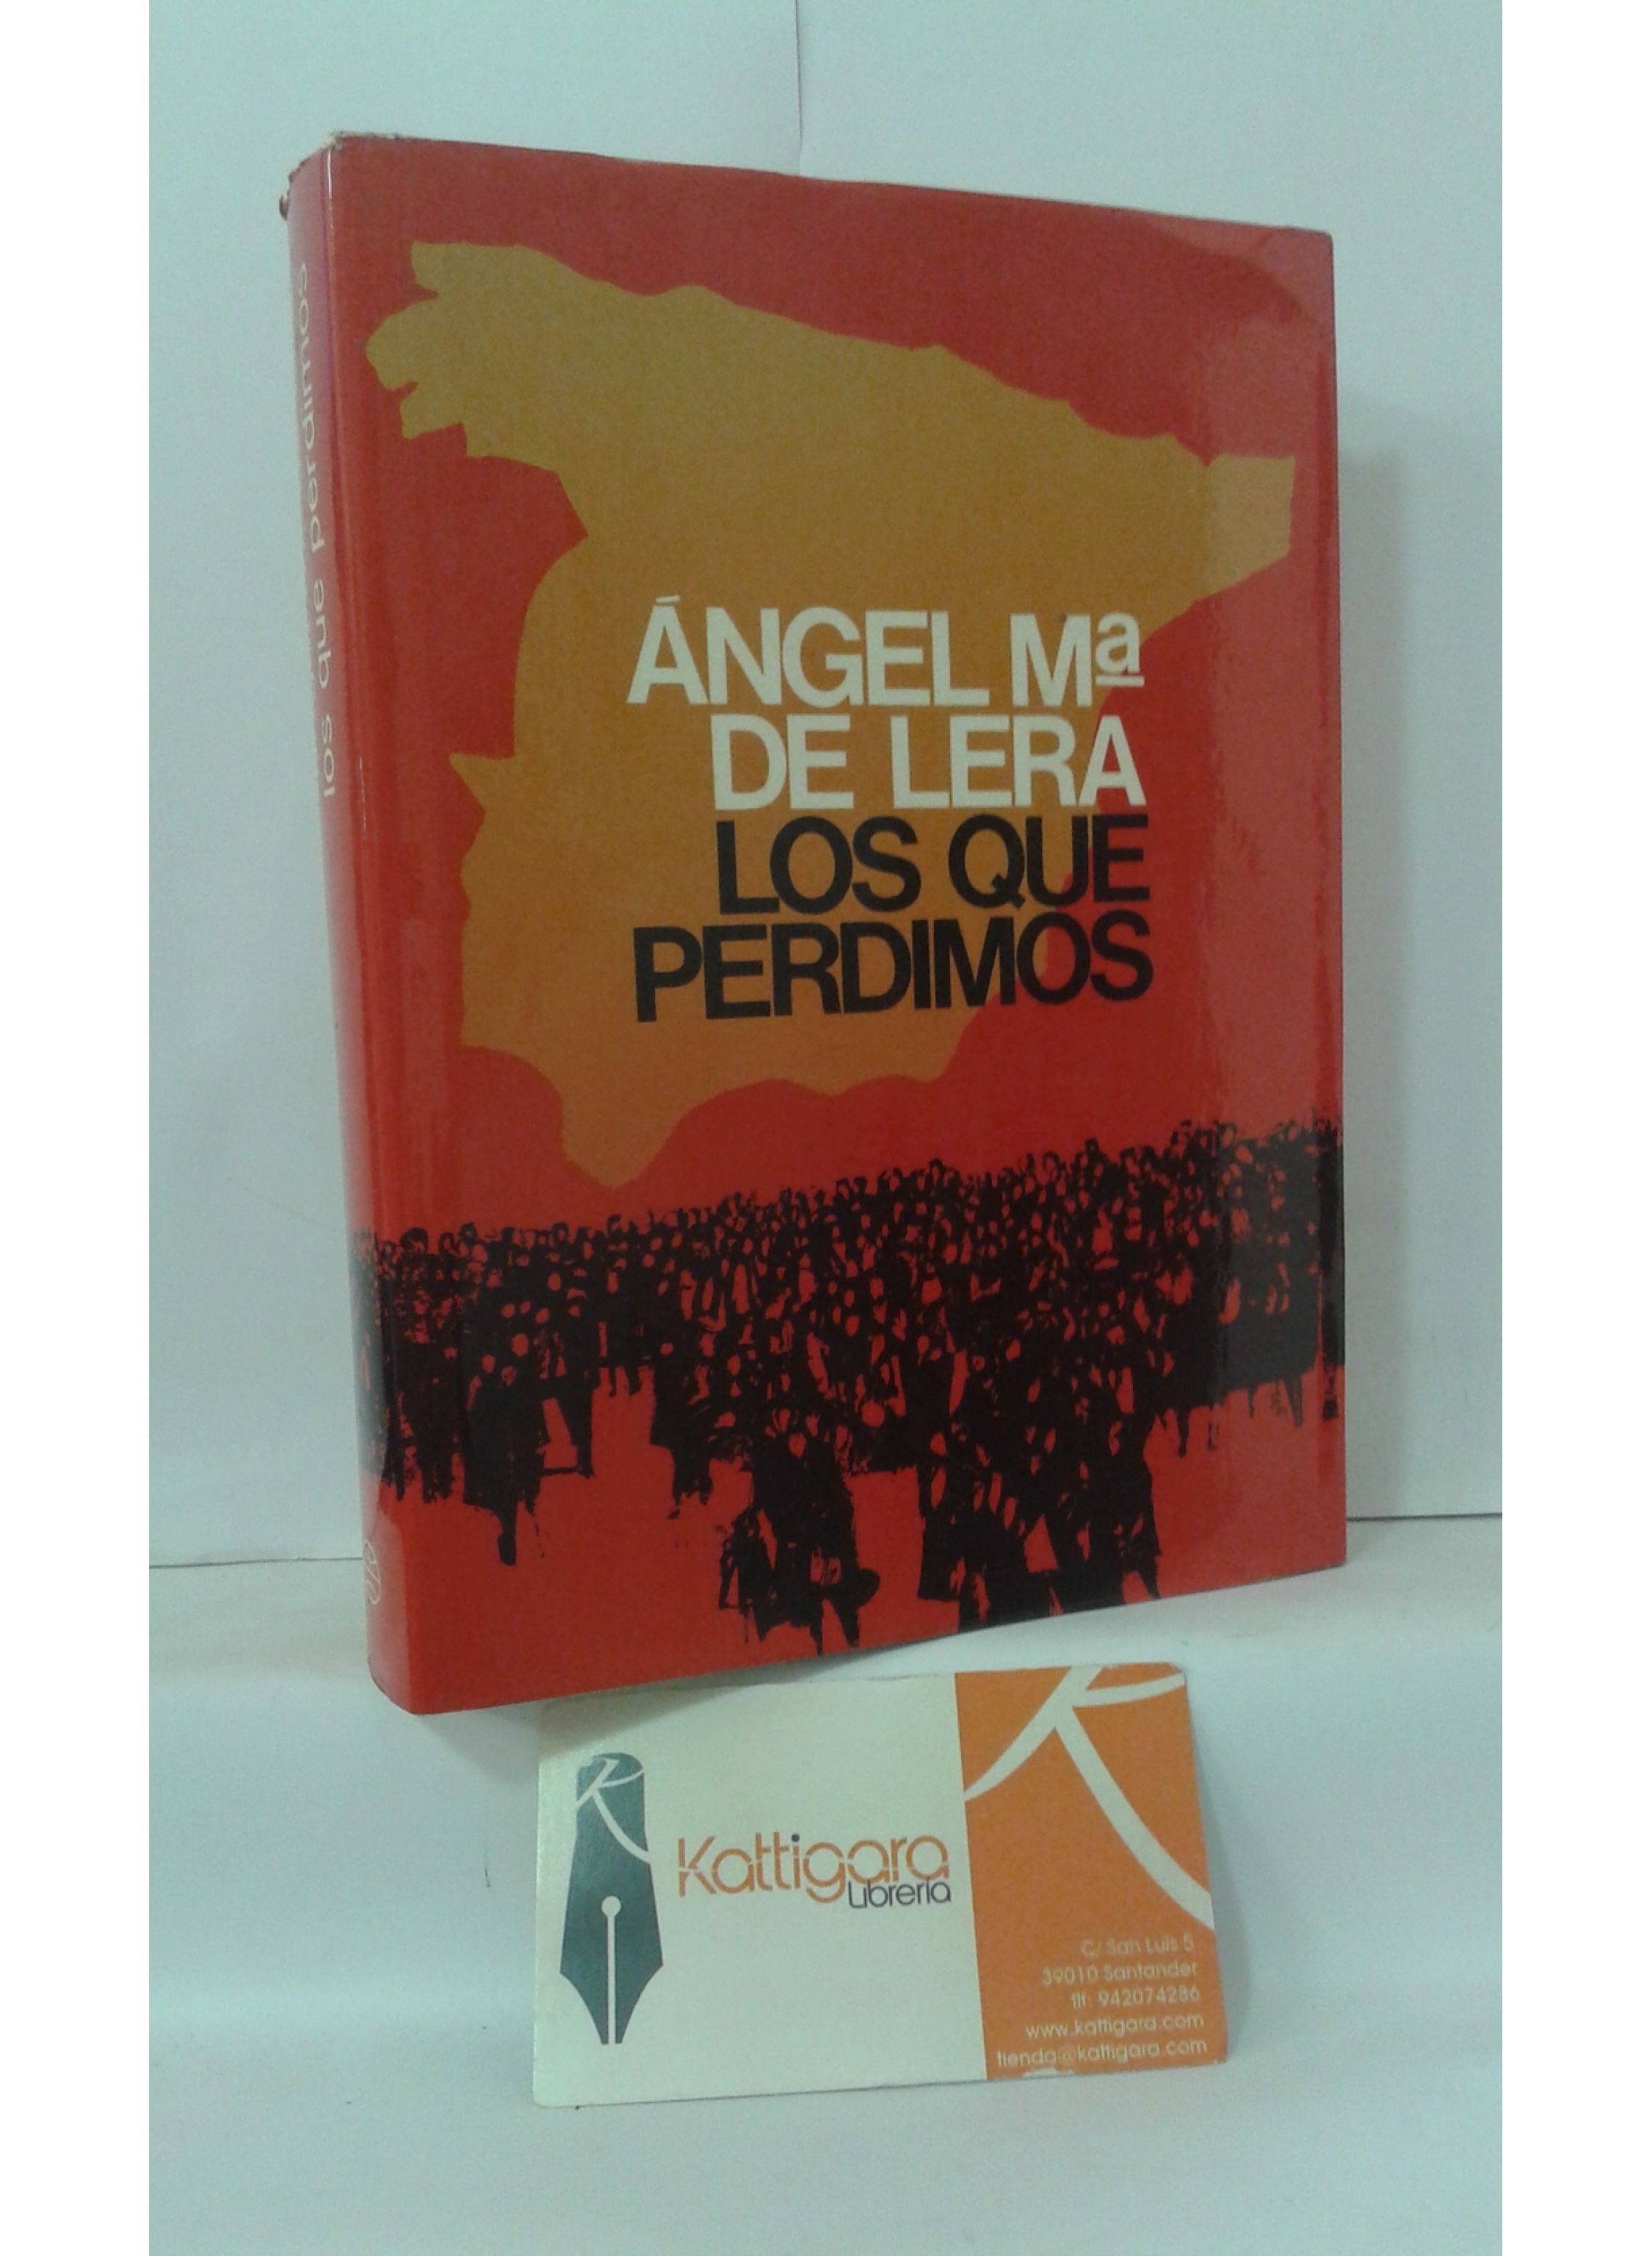 los que perdimos
ÁNGEL Mª
DE LERA
LOS QUE
PERDIMOS
Kattigara
Librería
C/ San Luis 5
39010 Santander
tlf: 942074286
www.kattigara.com
tienda@kattigara.com